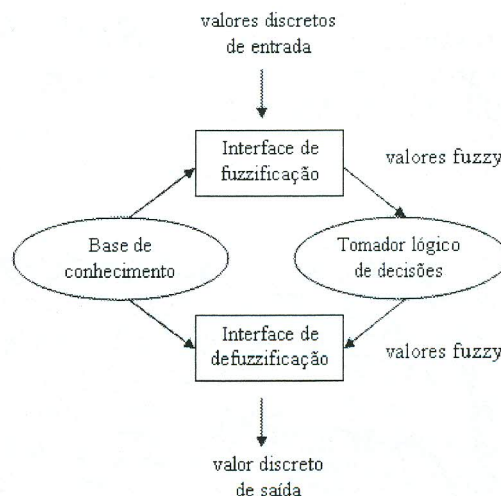 valores discretos
de entrada
Interface de
fuzzificação
valores fuzzy
Base de
conhecimento
Tomador lógico
de decisões
Interface de
defuzzificação
valores fuzzy
valor discreto
de saída